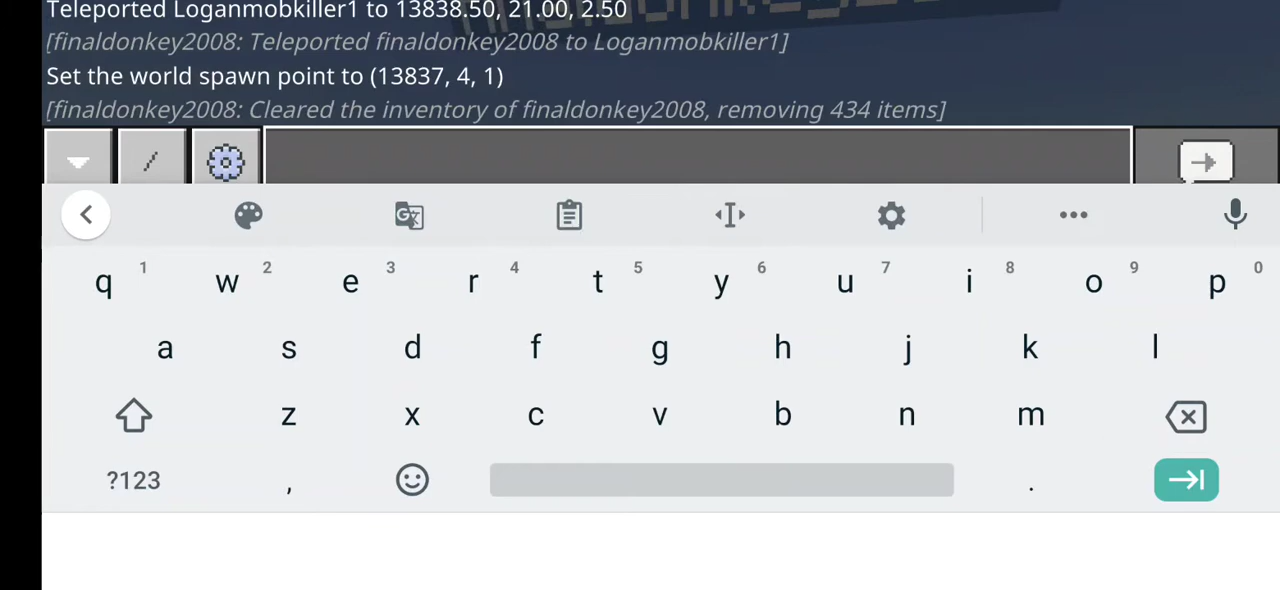 Teleported Loganmobkiller1 to 13838.50, 21.00, 2.50
[finaldonkey2008: Teleported finaldonkey2008 to Loganmobkiller1]
Set the world spawn point to (13837, 4, 1)
[finaldonkey2008: Cleared the inventory of finaldonkey2008, removing 434 items]
/
q 1 w 2 e 3 r 4 t 5 y 6 u 7 i 8 o 9 p 0
a s d f g h j k l
z x c v b n m
?123 , .